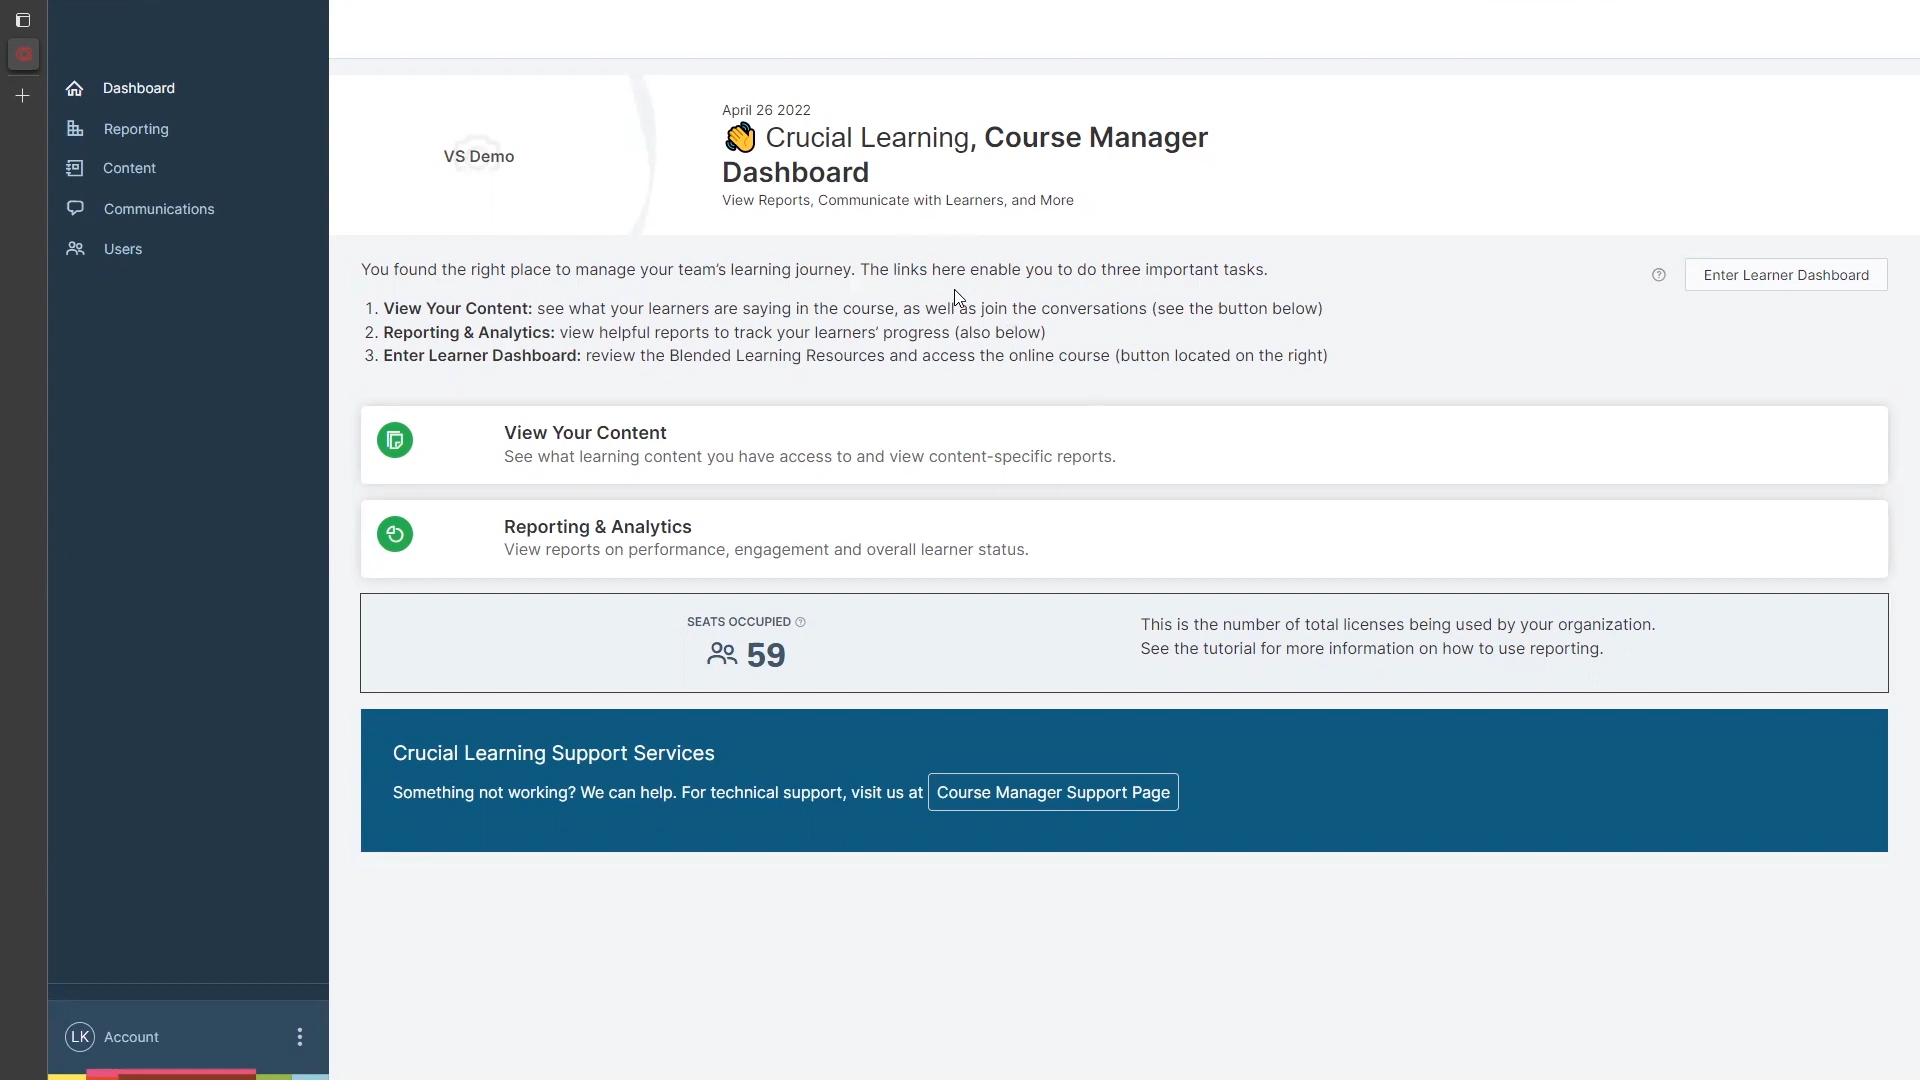 Dashboard
Reporting
Content
Communications
Users
VS Demo
April 26 2022
👋 Crucial Learning, Course Manager
Dashboard
View Reports, Communicate with Learners, and More
You found the right place to manage your team's learning journey. The links here enable you to do three important tasks.
Enter Learner Dashboard
1. View Your Content: see what your learners are saying in the course, as well as join the conversations (see the button below)
2. Reporting & Analytics: view helpful reports to track your learners' progress (also below)
3. Enter Learner Dashboard: review the Blended Learning Resources and access the online course (button located on the right)
View Your Content
See what learning content you have access to and view content-specific reports.
Reporting & Analytics
View reports on performance, engagement and overall learner status.
SEATS OCCUPIED
59
This is the number of total licenses being used by your organization.
See the tutorial for more information on how to use reporting.
Crucial Learning Support Services
Something not working? We can help. For technical support, visit us at Course Manager Support Page
LK Account